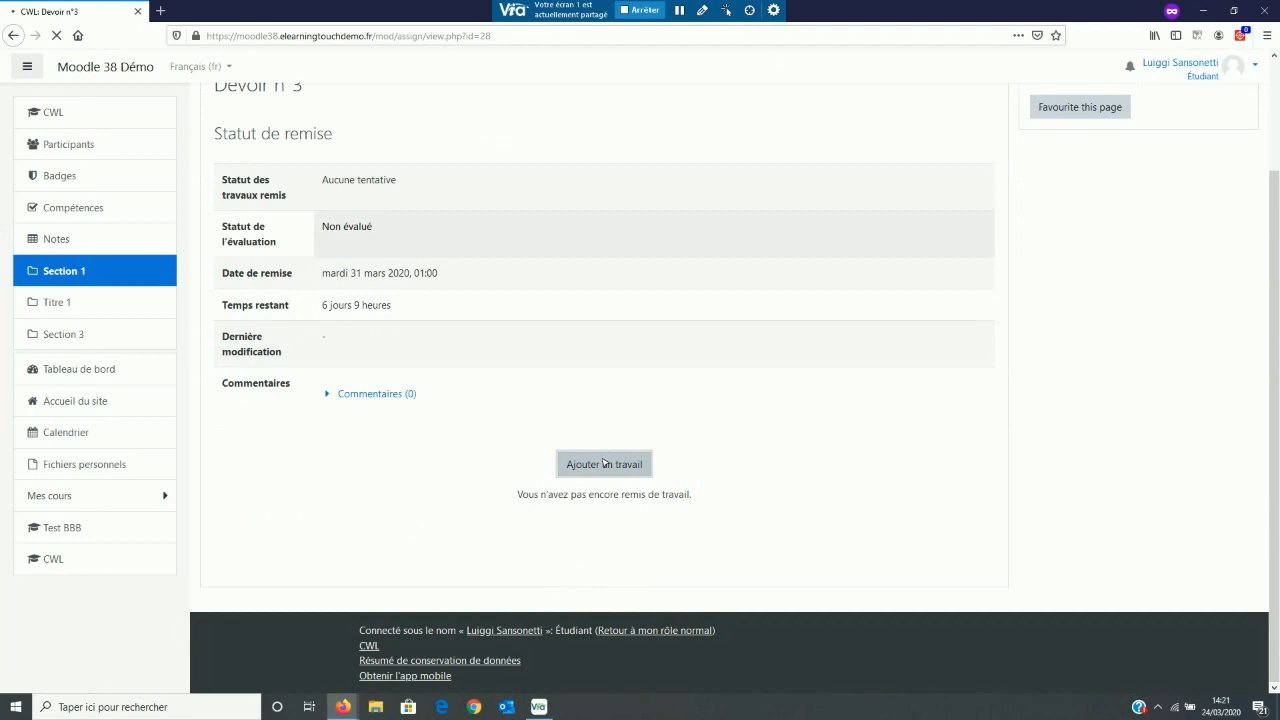 CWL: Devoir n°3
Via
Votre écran 1 est
actuellement partagé
Arrêter
https://moodle38.elearningtouchdemo.fr/mod/assign/view.php?id=28
Moodle 38 Démo
Français (fr)
Luiggi Sansonetti
Étudiant
CWL
Participants
Badges
Compétences
Notes
Section 1
Titre 1
Section 3
Tableau de bord
Accueil du site
Calendrier
Fichiers personnels
Mes cours
Test BBB
CWL
Devoir n°3
Statut de remise
Statut des
travaux remis
Aucune tentative
Statut de
l'évaluation
Non évalué
Date de remise
mardi 31 mars 2020, 01:00
Temps restant
6 jours 9 heures
Dernière
modification
-
Commentaires
Commentaires (0)
Ajouter un travail
Vous n'avez pas encore remis de travail.
Favourite this page
Connecté sous le nom « Luiggi Sansonetti »: Étudiant (Retour à mon rôle normal)
CWL
Résumé de conservation de données
Obtenir l'app mobile
Taper ici pour rechercher
Via
14:21
24/03/2020
21